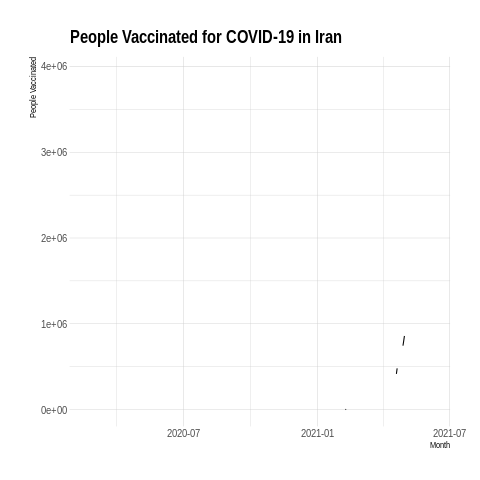 People Vaccinated for COVID-19 in Iran
People Vaccinated
4e+06
3e+06
2e+06
1e+06
0e+00
2020-07
2021-01
2021-07
Month